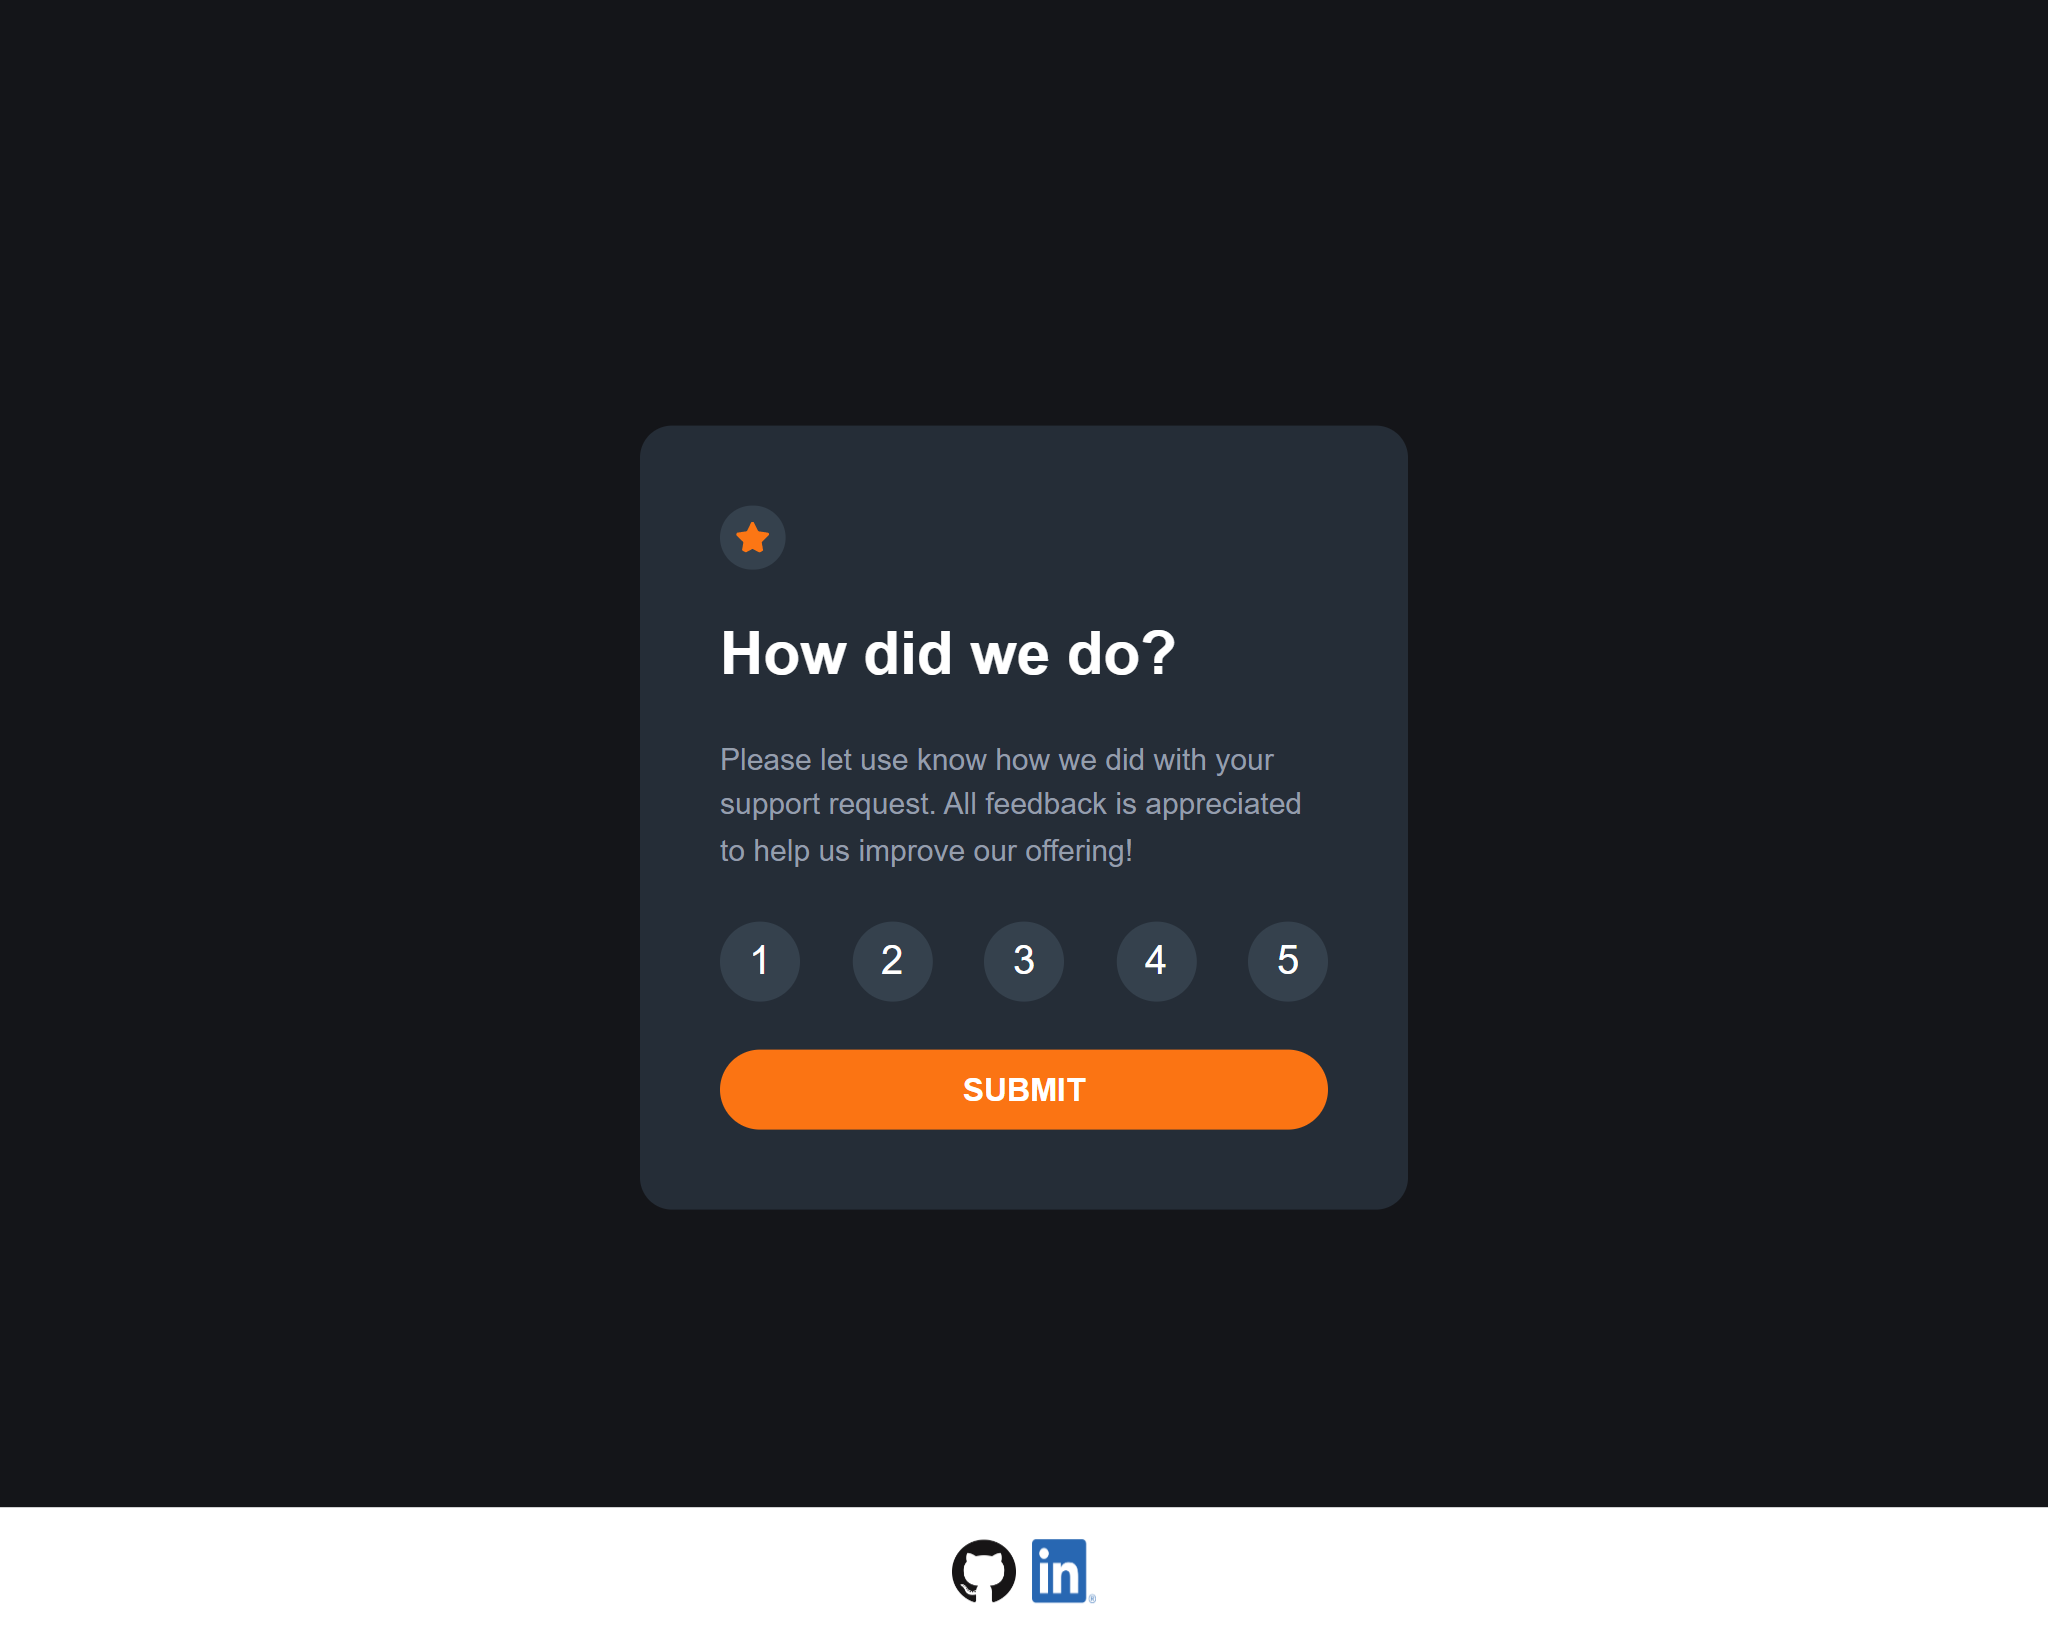 How did we do?
Please let use know how we did with your
support request. All feedback is appreciated
to help us improve our offering!
1 2 3 4 5
SUBMIT
in